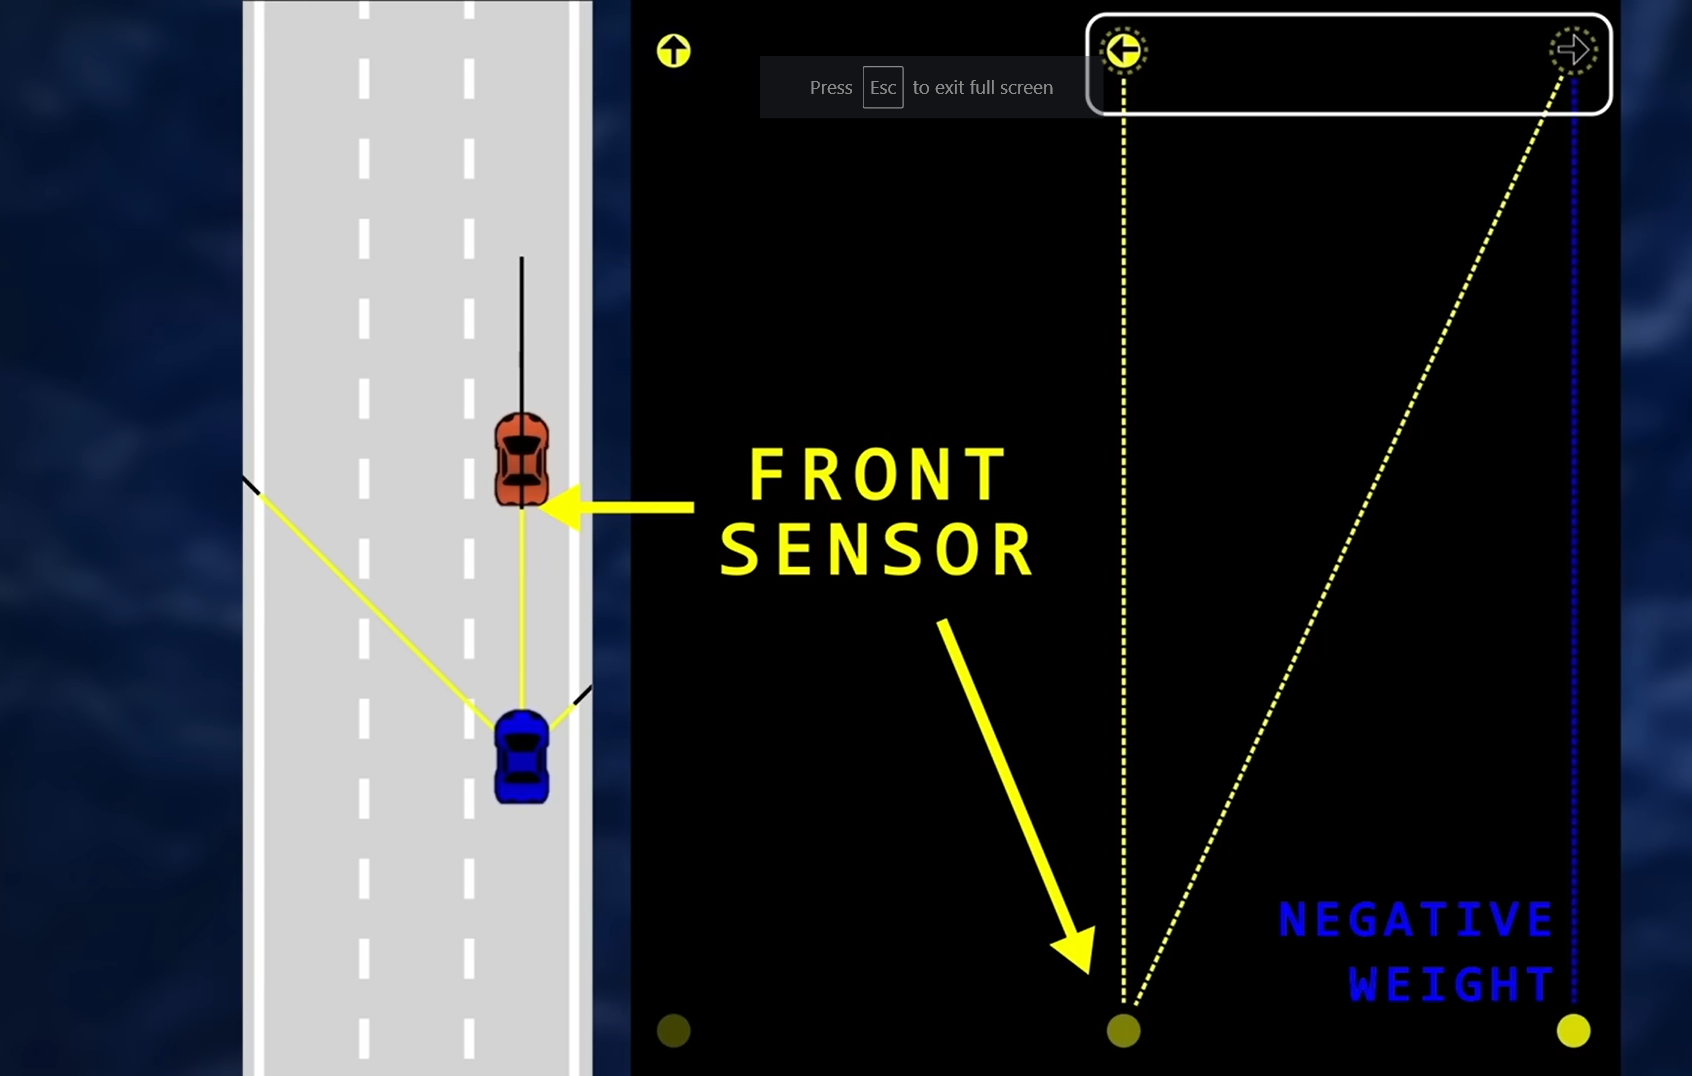 Press Esc to exit full screen
FRONT
SENSOR
NEGATIVE
WEIGHT